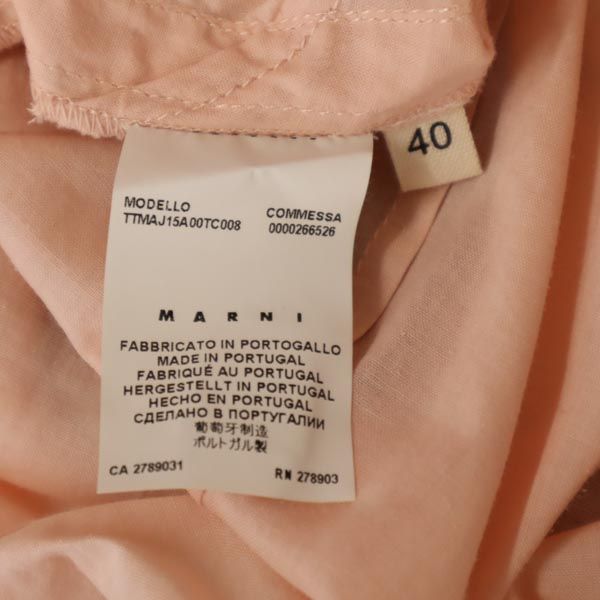 40
MODELLO
TTMAJ15A00TC008
COMMESSA
0000266526
MARNI
FABBRICATO IN PORTOGALLO
MADE IN PORTUGAL
FABRIQUÉ AU PORTUGAL
HERGESTELLT IN PORTUGAL
HECHO EN PORTUGAL
СДЕЛАНО В ПОРТУГАЛИИ
葡萄牙制造
ポルトガル製
CA 2789031
RN 278903